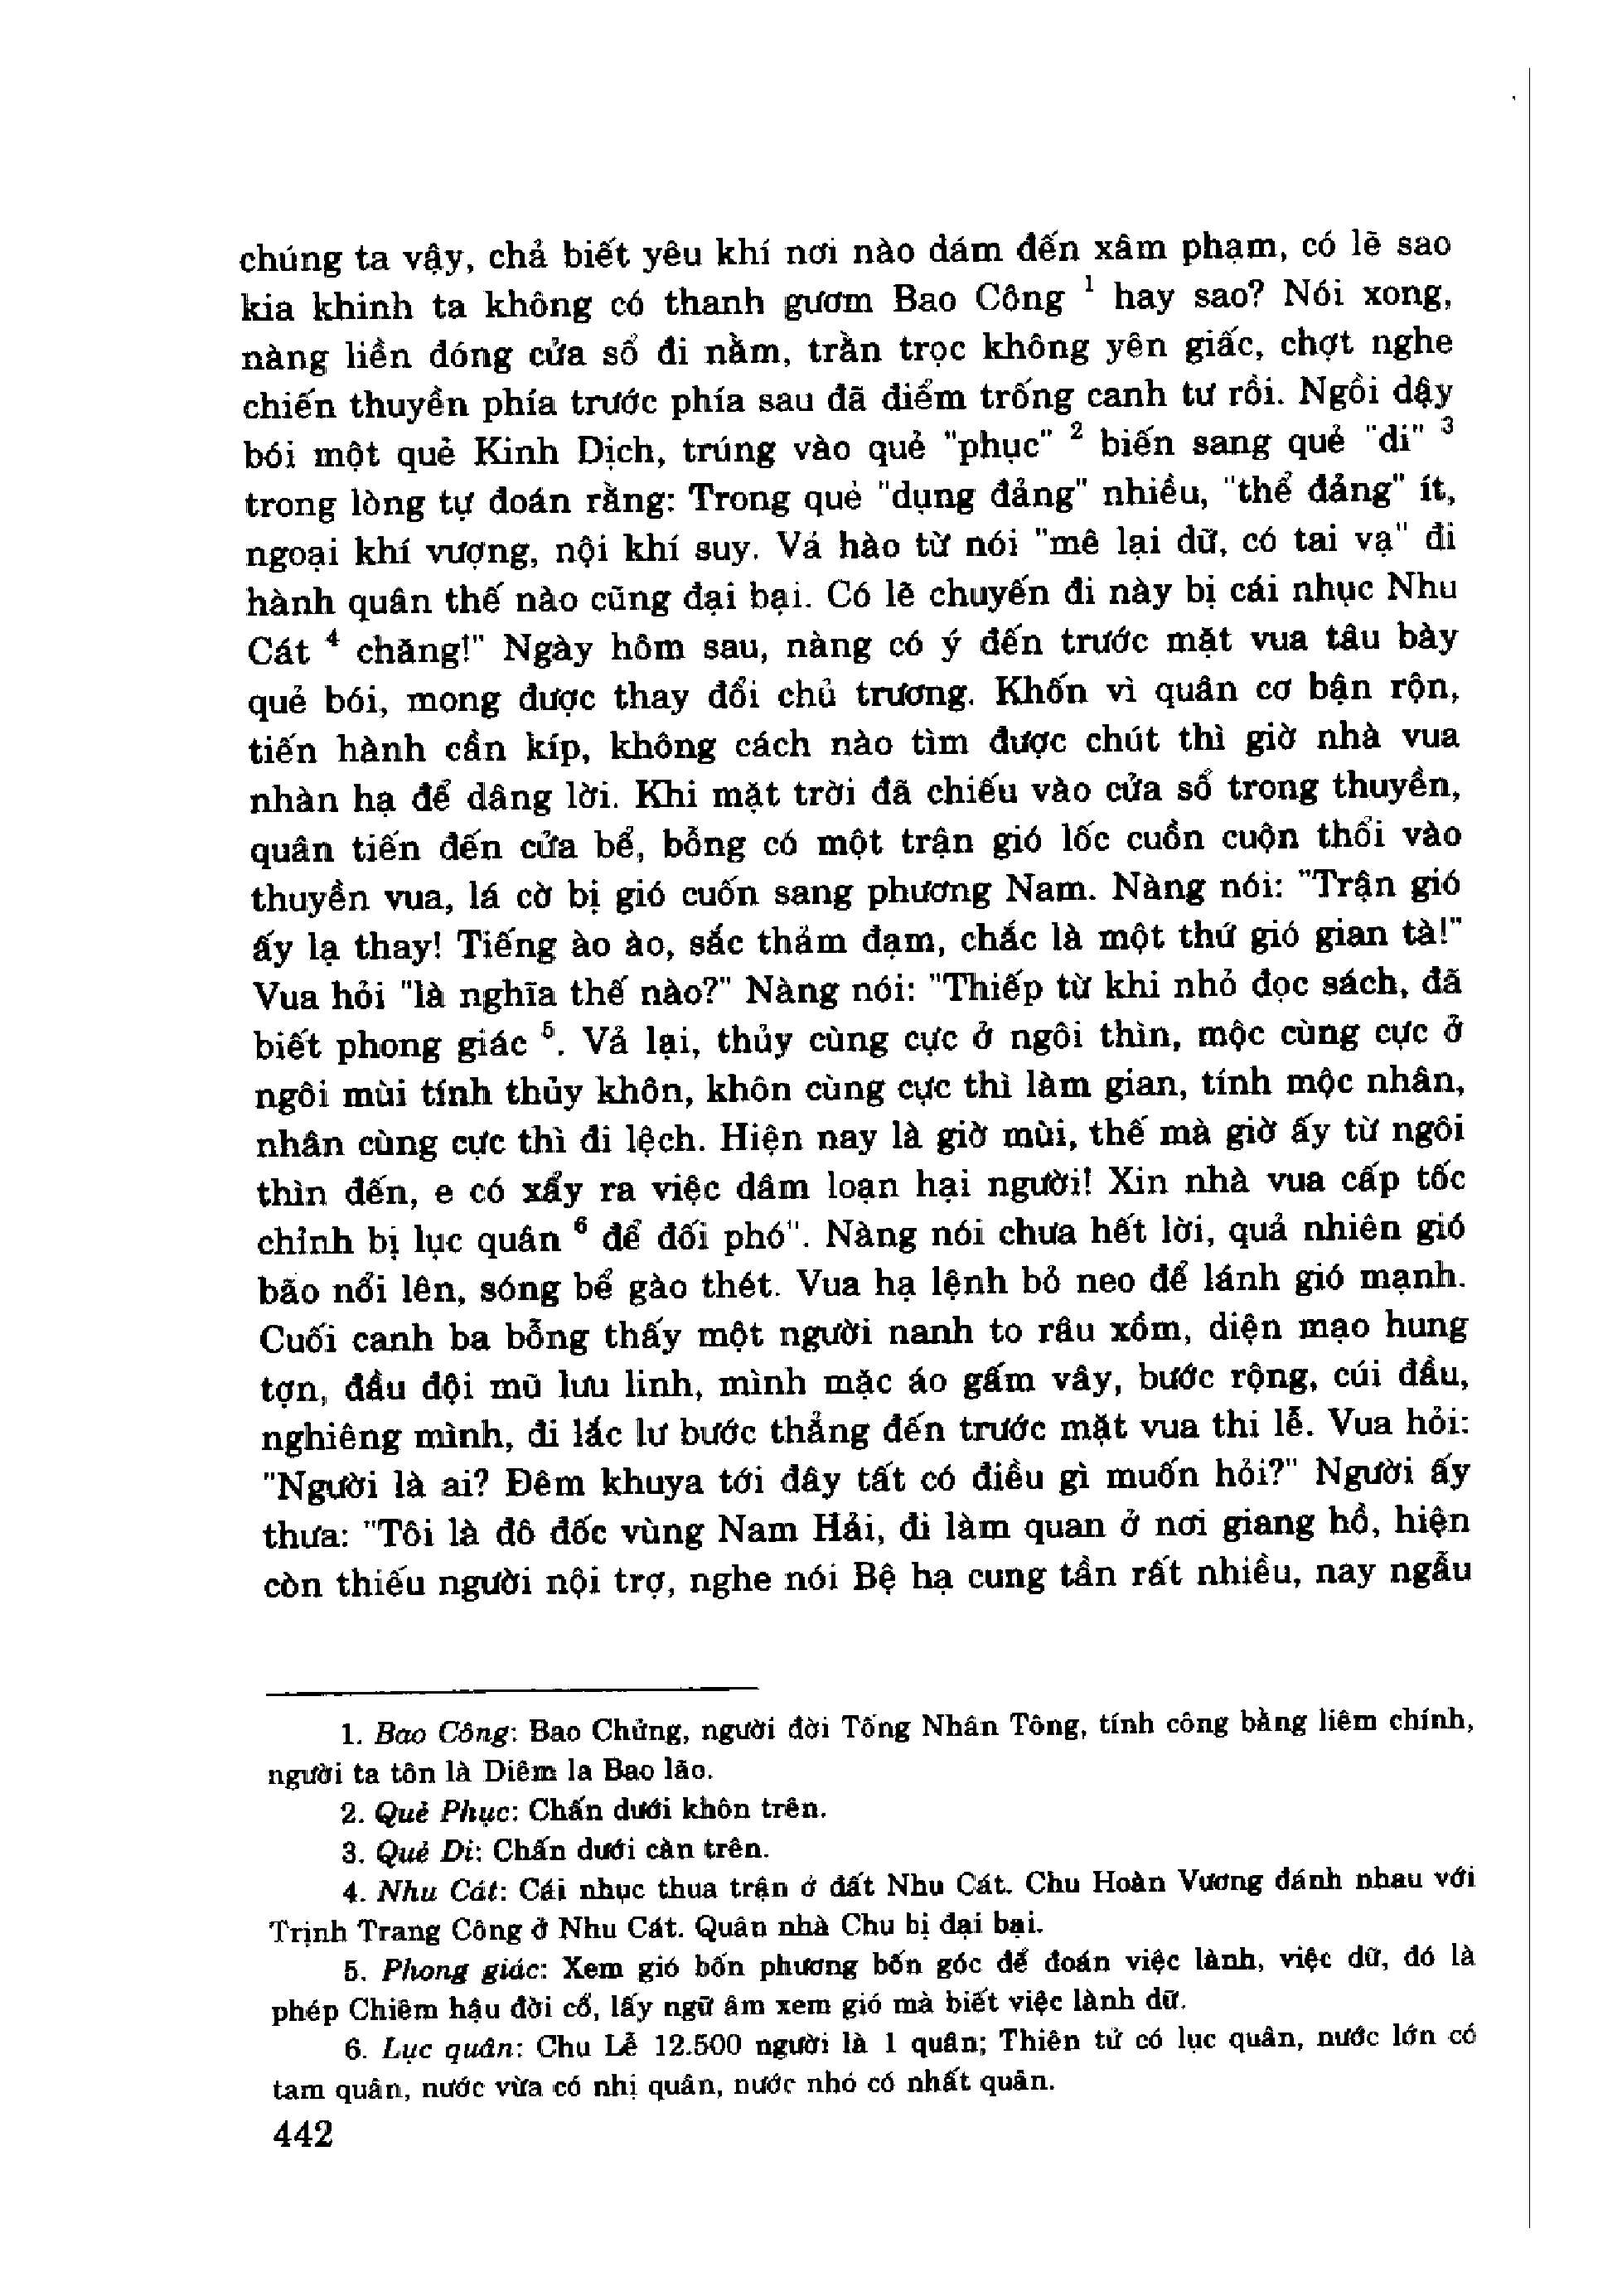 chúng ta vậy, chả biết yêu khí nơi nào dám đến xâm phạm, có lẽ sao
kia khinh ta không có thanh gươm Bao Công 1 hay sao? Nói xong,
nàng liền đóng cửa sổ đi nằm, trằn trọc không yên giấc, chợt nghe
chiến thuyền phía trước phía sau đã điểm trống canh tư rồi. Ngồi dậy
bói một quẻ Kinh Dịch, trúng vào quẻ "phục" 2 biến sang quẻ "di" 3
trong lòng tự đoán rằng: Trong quẻ "dụng đảng" nhiều, "thể đảng" ít,
ngoại khí vượng, nội khí suy. Vả hào từ nói "mê lại dữ, có tai vạ" đi
hành quân thế nào cũng đại bại. Có lẽ chuyến đi này bị cái nhục Nhu
Cát 4 chăng!" Ngày hôm sau, nàng có ý đến trước mặt vua tâu bày
quẻ bói, mong được thay đổi chủ trương. Khốn vì quân cơ bận rộn,
tiến hành cần kíp, không cách nào tìm được chút thì giờ nhà vua
nhàn hạ để dâng lời. Khi mặt trời đã chiếu vào cửa sổ trong thuyền,
quân tiến đến cửa bể, bỗng có một trận gió lốc cuồn cuộn thổi vào
thuyền vua, lá cờ bị gió cuốn sang phương Nam. Nàng nói: "Trận gió
ấy lạ thay! Tiếng ào ào, sắc thảm đạm, chắc là một thứ gió gian tà!"
Vua hỏi "là nghĩa thế nào?" Nàng nói: "Thiếp từ khi nhỏ đọc sách, đã
biết phong giác 5. Vả lại, thủy cùng cực ở ngôi thìn, mộc cùng cực ở
ngôi mùi tính thủy khôn, khôn cùng cực thì làm gian, tính mộc nhân,
nhân cùng cực thì đi lệch. Hiện nay là giờ mùi, thế mà giờ ấy từ ngôi
thìn đến, e có xẩy ra việc dâm loạn hại người! Xin nhà vua cấp tốc
chỉnh bị lục quân 6 để đối phó". Nàng nói chưa hết lời, quả nhiên gió
bão nổi lên, sóng bể gào thét. Vua hạ lệnh bỏ neo để lánh gió mạnh.
Cuối canh ba bỗng thấy một người nanh to râu xồm, diện mạo hung
tợn, đầu đội mũ lưu linh, mình mặc áo gấm vây, bước rộng, cúi đầu,
nghiêng mình, đi lắc lư bước thẳng đến trước mặt vua thi lễ. Vua hỏi:
"Người là ai? Đêm khuya tới đây tất có điều gì muốn hỏi?" Người ấy
thưa: "Tôi là đô đốc vùng Nam Hải, đi làm quan ở nơi giang hồ, hiện
còn thiếu người nội trợ, nghe nói Bệ hạ cung tần rất nhiều, nay ngẫu
1. Bao Công: Bao Chửng, người đời Tống Nhân Tông, tính công bằng liêm chính,
người ta tôn là Diêm la Bao lão.
2. Quẻ Phục: Chấn dưới khôn trên.
3. Quẻ Di: Chấn dưới càn trên.
4. Nhu Cát: Cái nhục thua trận ở đất Nhu Cát. Chu Hoàn Vương đánh nhau với
Trịnh Trang Công ở Nhu Cát. Quân nhà Chu bị đại bại.
5. Phong giác: Xem gió bốn phương bốn góc để đoán việc lành, việc dữ, đó là
phép Chiêm hậu đời cổ, lấy ngũ âm xem gió mà biết việc lành dữ.
6. Lục quân: Chu Lễ 12.500 người là 1 quân; Thiên tử có lục quân, nước lớn có
tam quân, nước vừa có nhị quân, nước nhỏ có nhất quân.
442